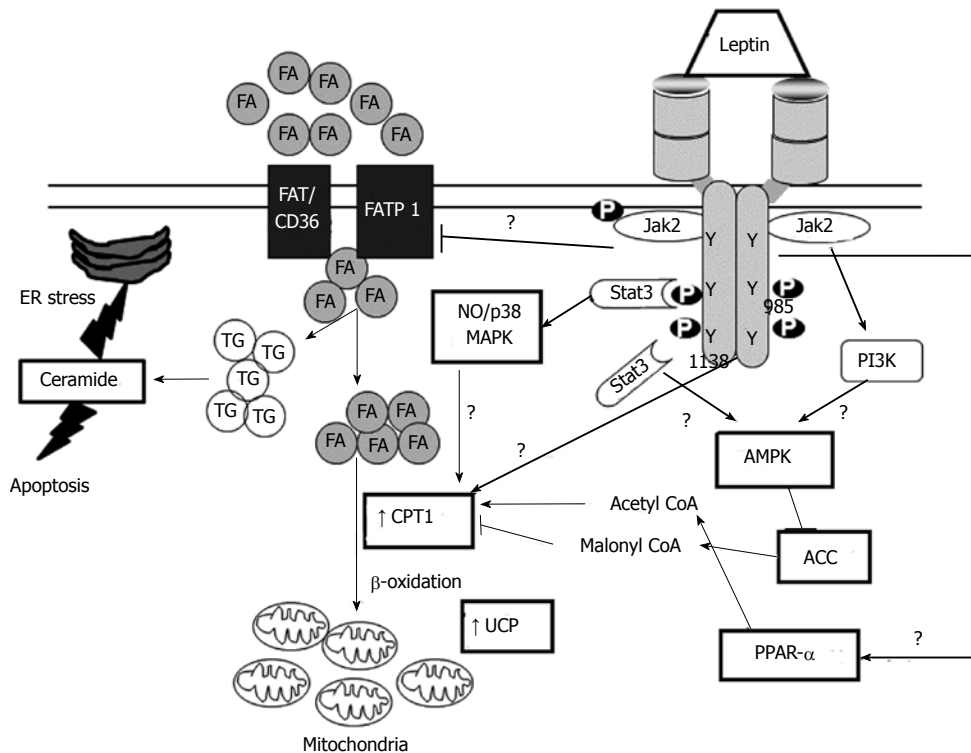 Leptin
FA
FA
FA
FA
FA
FA
FA
FAT/
CD36
FATP 1
?
P
Jak2
Jak2
Y
Y
FA
FA
FA
ER stress
NO/p38
MAPK
Stat3
P
Y
Y
P
985
P
Y
Y
P
1138
Stat3
PI3K
TG
TG
TG
TG
TG
Ceramide
Apoptosis
FA
FA
FA
FA
FA
?
?
?
?
AMPK
↑ CPT1
Acetyl CoA
Malonyl CoA
ACC
β-oxidation
↑ UCP
PPAR-α
?
Mitochondria